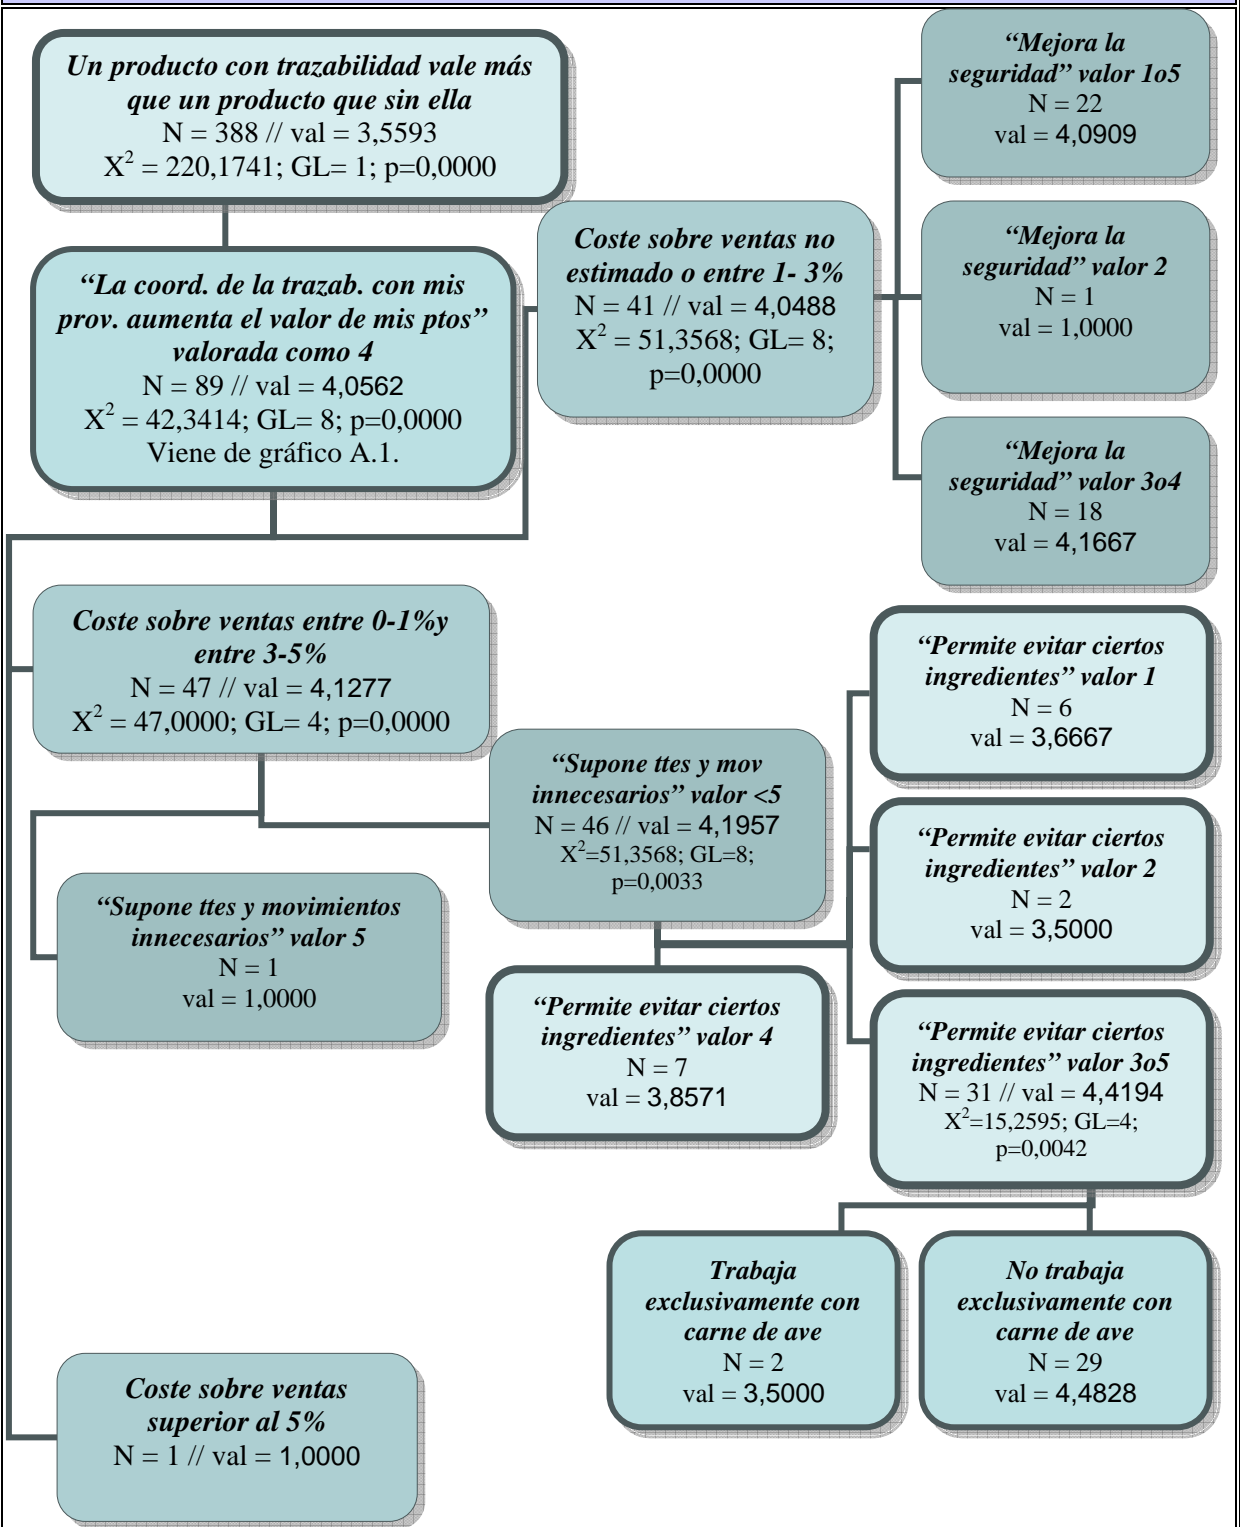 Un producto con trazabilidad vale más
que un producto que sin ella
N = 388 // val = 3,5593
X² = 220,1741; GL= 1; p=0,0000
“La coord. de la trazab. con mis
prov. aumenta el valor de mis ptos”
valorada como 4
N = 89 // val = 4,0562
X² = 42,3414; GL= 8; p=0,0000
Viene de gráfico A.1.
Coste sobre ventas no
estimado o entre 1- 3%
N = 41 // val = 4,0488
X² = 51,3568; GL= 8;
p=0,0000
“Mejora la
seguridad” valor 1o5
N = 22
val = 4,0909
“Mejora la
seguridad” valor 2
N = 1
val = 1,0000
“Mejora la
seguridad” valor 3o4
N = 18
val = 4,1667
Coste sobre ventas entre 0-1%y
entre 3-5%
N = 47 // val = 4,1277
X² = 47,0000; GL= 4; p=0,0000
“Supone ttes y mov
innecesarios” valor <5
N = 46 // val = 4,1957
X²=51,3568; GL=8;
p=0,0033
“Supone ttes y movimientos
innecesarios” valor 5
N = 1
val = 1,0000
“Permite evitar ciertos
ingredientes” valor 1
N = 6
val = 3,6667
“Permite evitar ciertos
ingredientes” valor 2
N = 2
val = 3,5000
“Permite evitar ciertos
ingredientes” valor 4
N = 7
val = 3,8571
“Permite evitar ciertos
ingredientes” valor 3o5
N = 31 // val = 4,4194
X²=15,2595; GL=4;
p=0,0042
Trabaja
exclusivamente con
carne de ave
N = 2
val = 3,5000
No trabaja
exclusivamente con
carne de ave
N = 29
val = 4,4828
Coste sobre ventas
superior al 5%
N = 1 // val = 1,0000